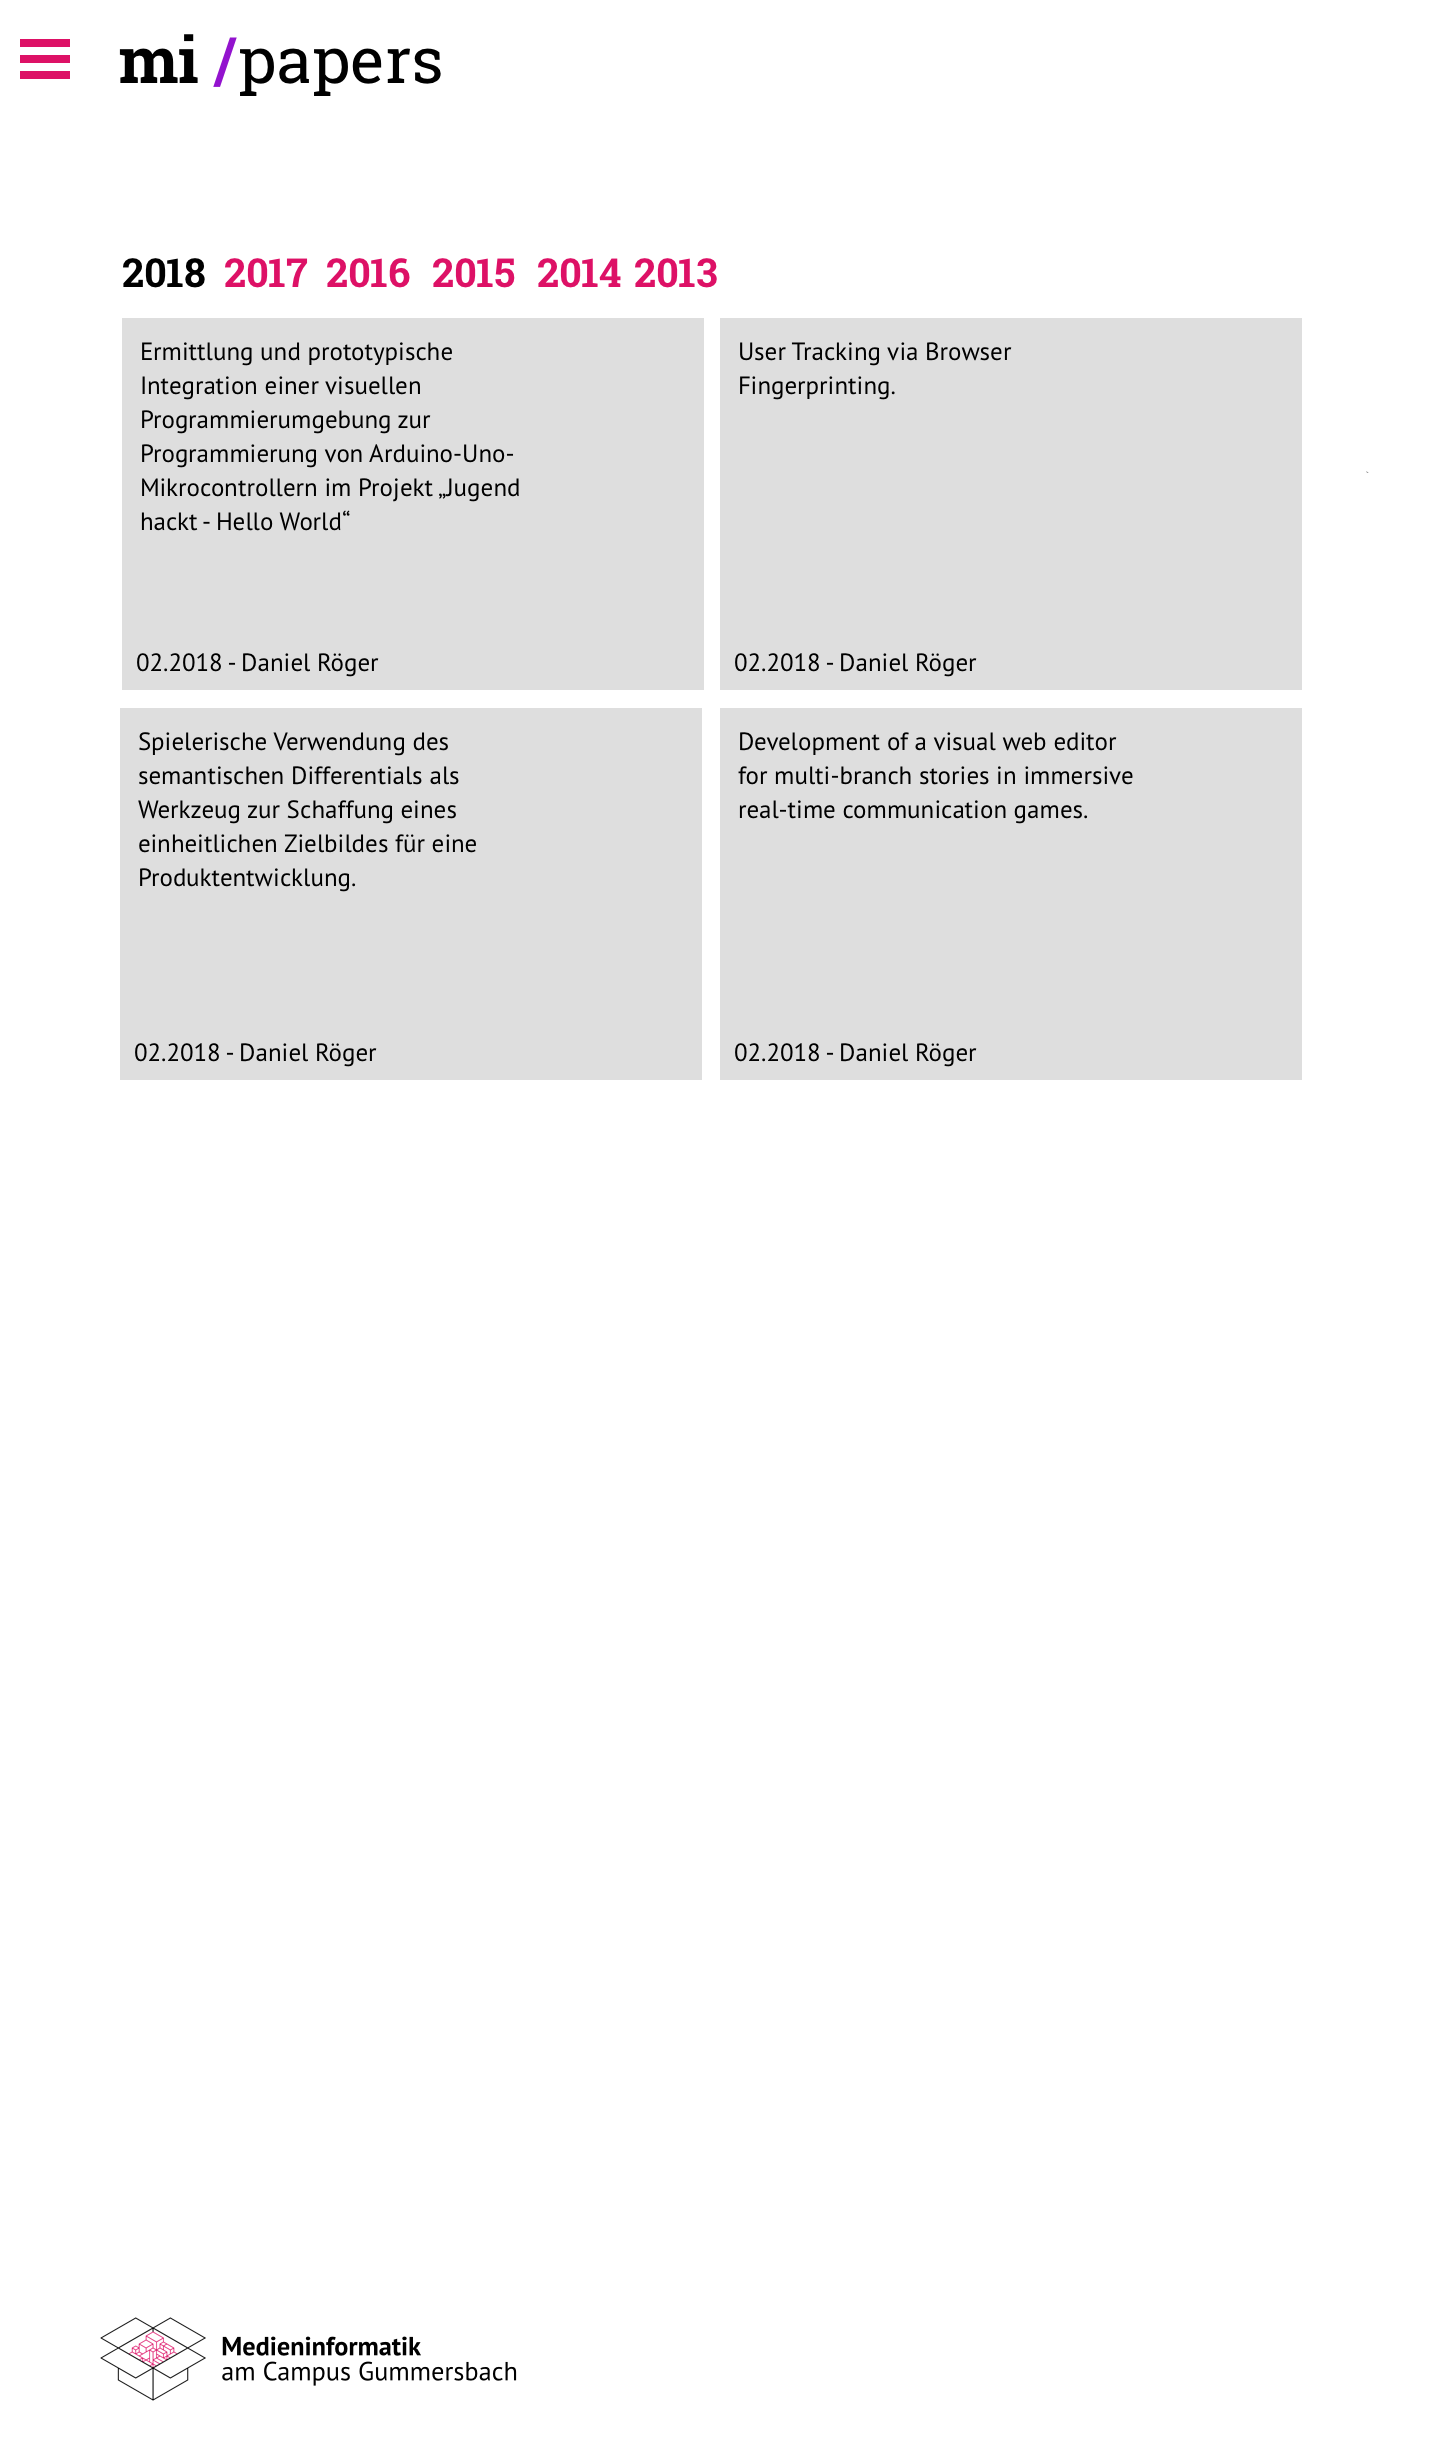 mi /papers
2018 2017 2016 2015 2014 2013
Ermittlung und prototypische
Integration einer visuellen
Programmierumgebung zur
Programmierung von Arduino-Uno-
Mikrocontrollern im Projekt „Jugend
hackt - Hello World“
02.2018 - Daniel Röger
User Tracking via Browser
Fingerprinting.
02.2018 - Daniel Röger
Spielerische Verwendung des
semantischen Differentials als
Werkzeug zur Schaffung eines
einheitlichen Zielbildes für eine
Produktentwicklung.
02.2018 - Daniel Röger
Development of a visual web editor
for multi-branch stories in immersive
real-time communication games.
02.2018 - Daniel Röger
Medieninformatik
am Campus Gummersbach